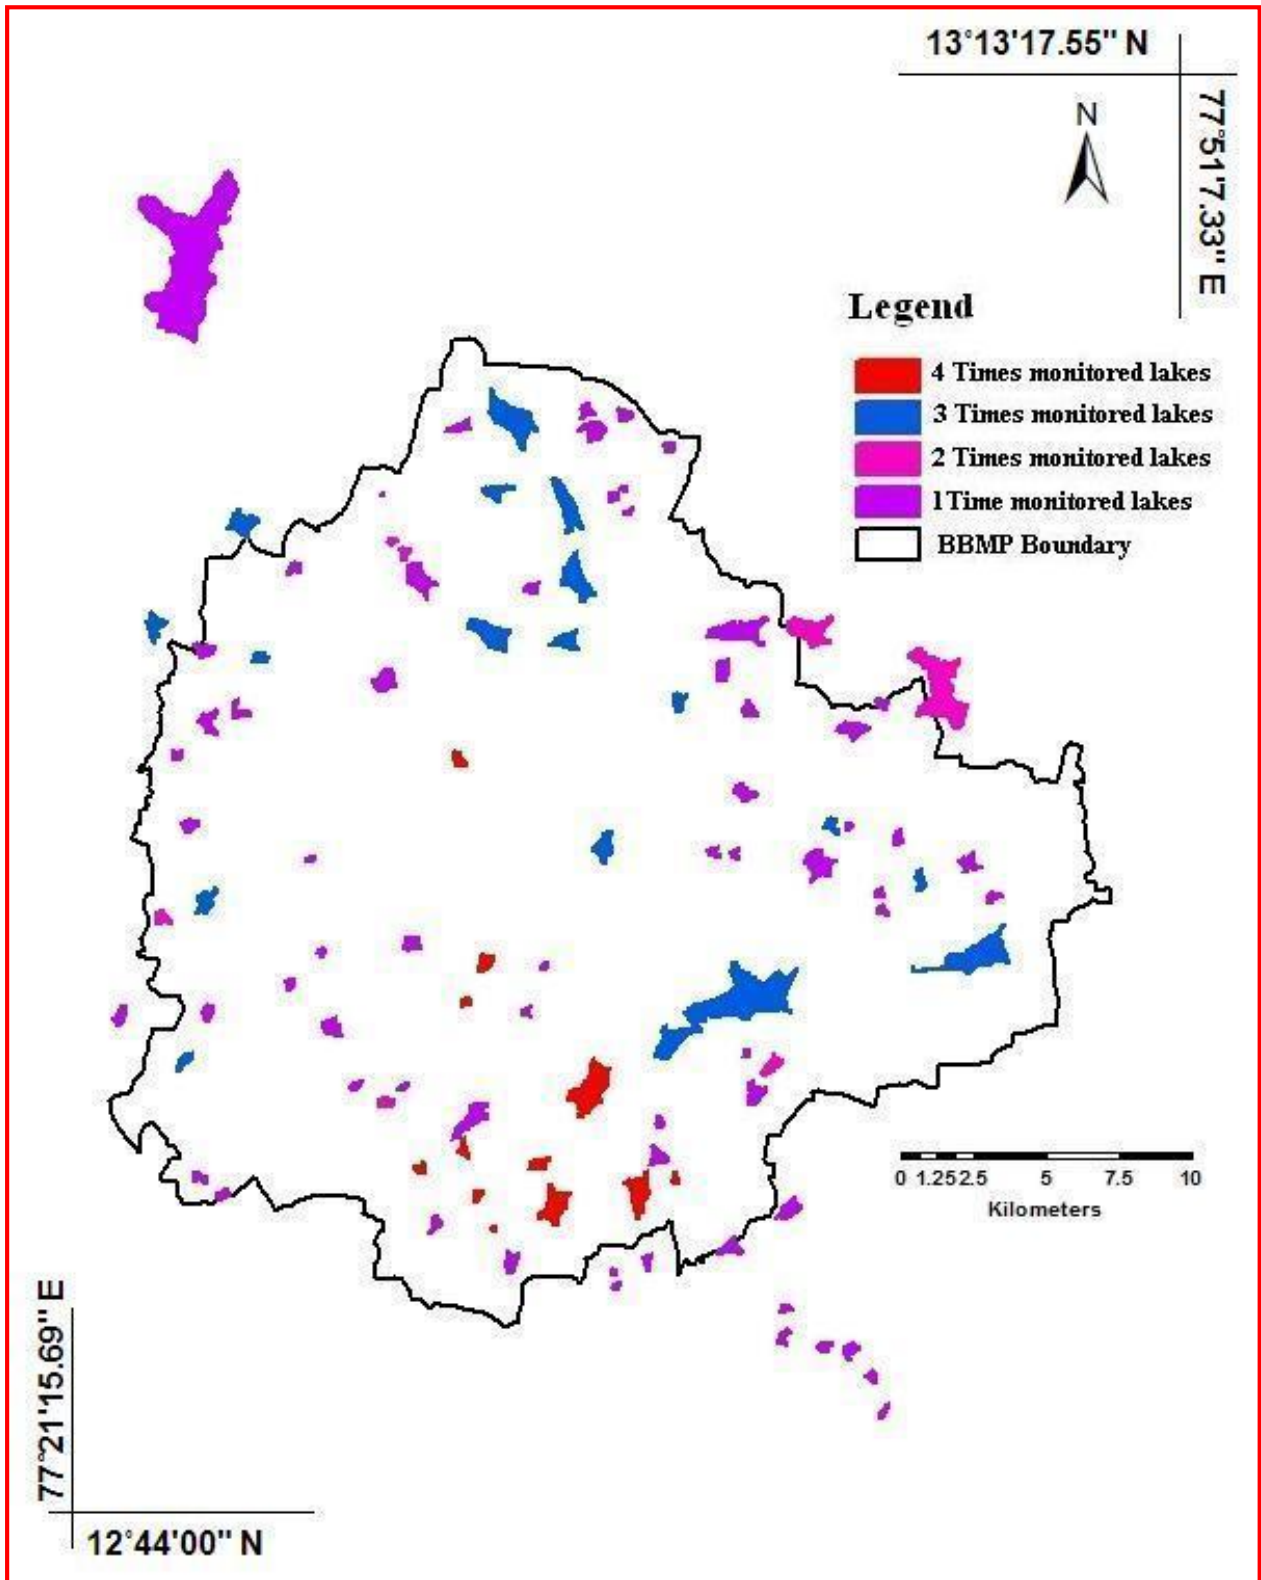 13°13'17.55" N
77°51'7.33" E
N
Legend
4 Times monitored lakes
3 Times monitored lakes
2 Times monitored lakes
1Time monitored lakes
BBMP Boundary
0 1.25 2.5 5 7.5 10
Kilometers
77°21'15.69" E
12°44'00" N